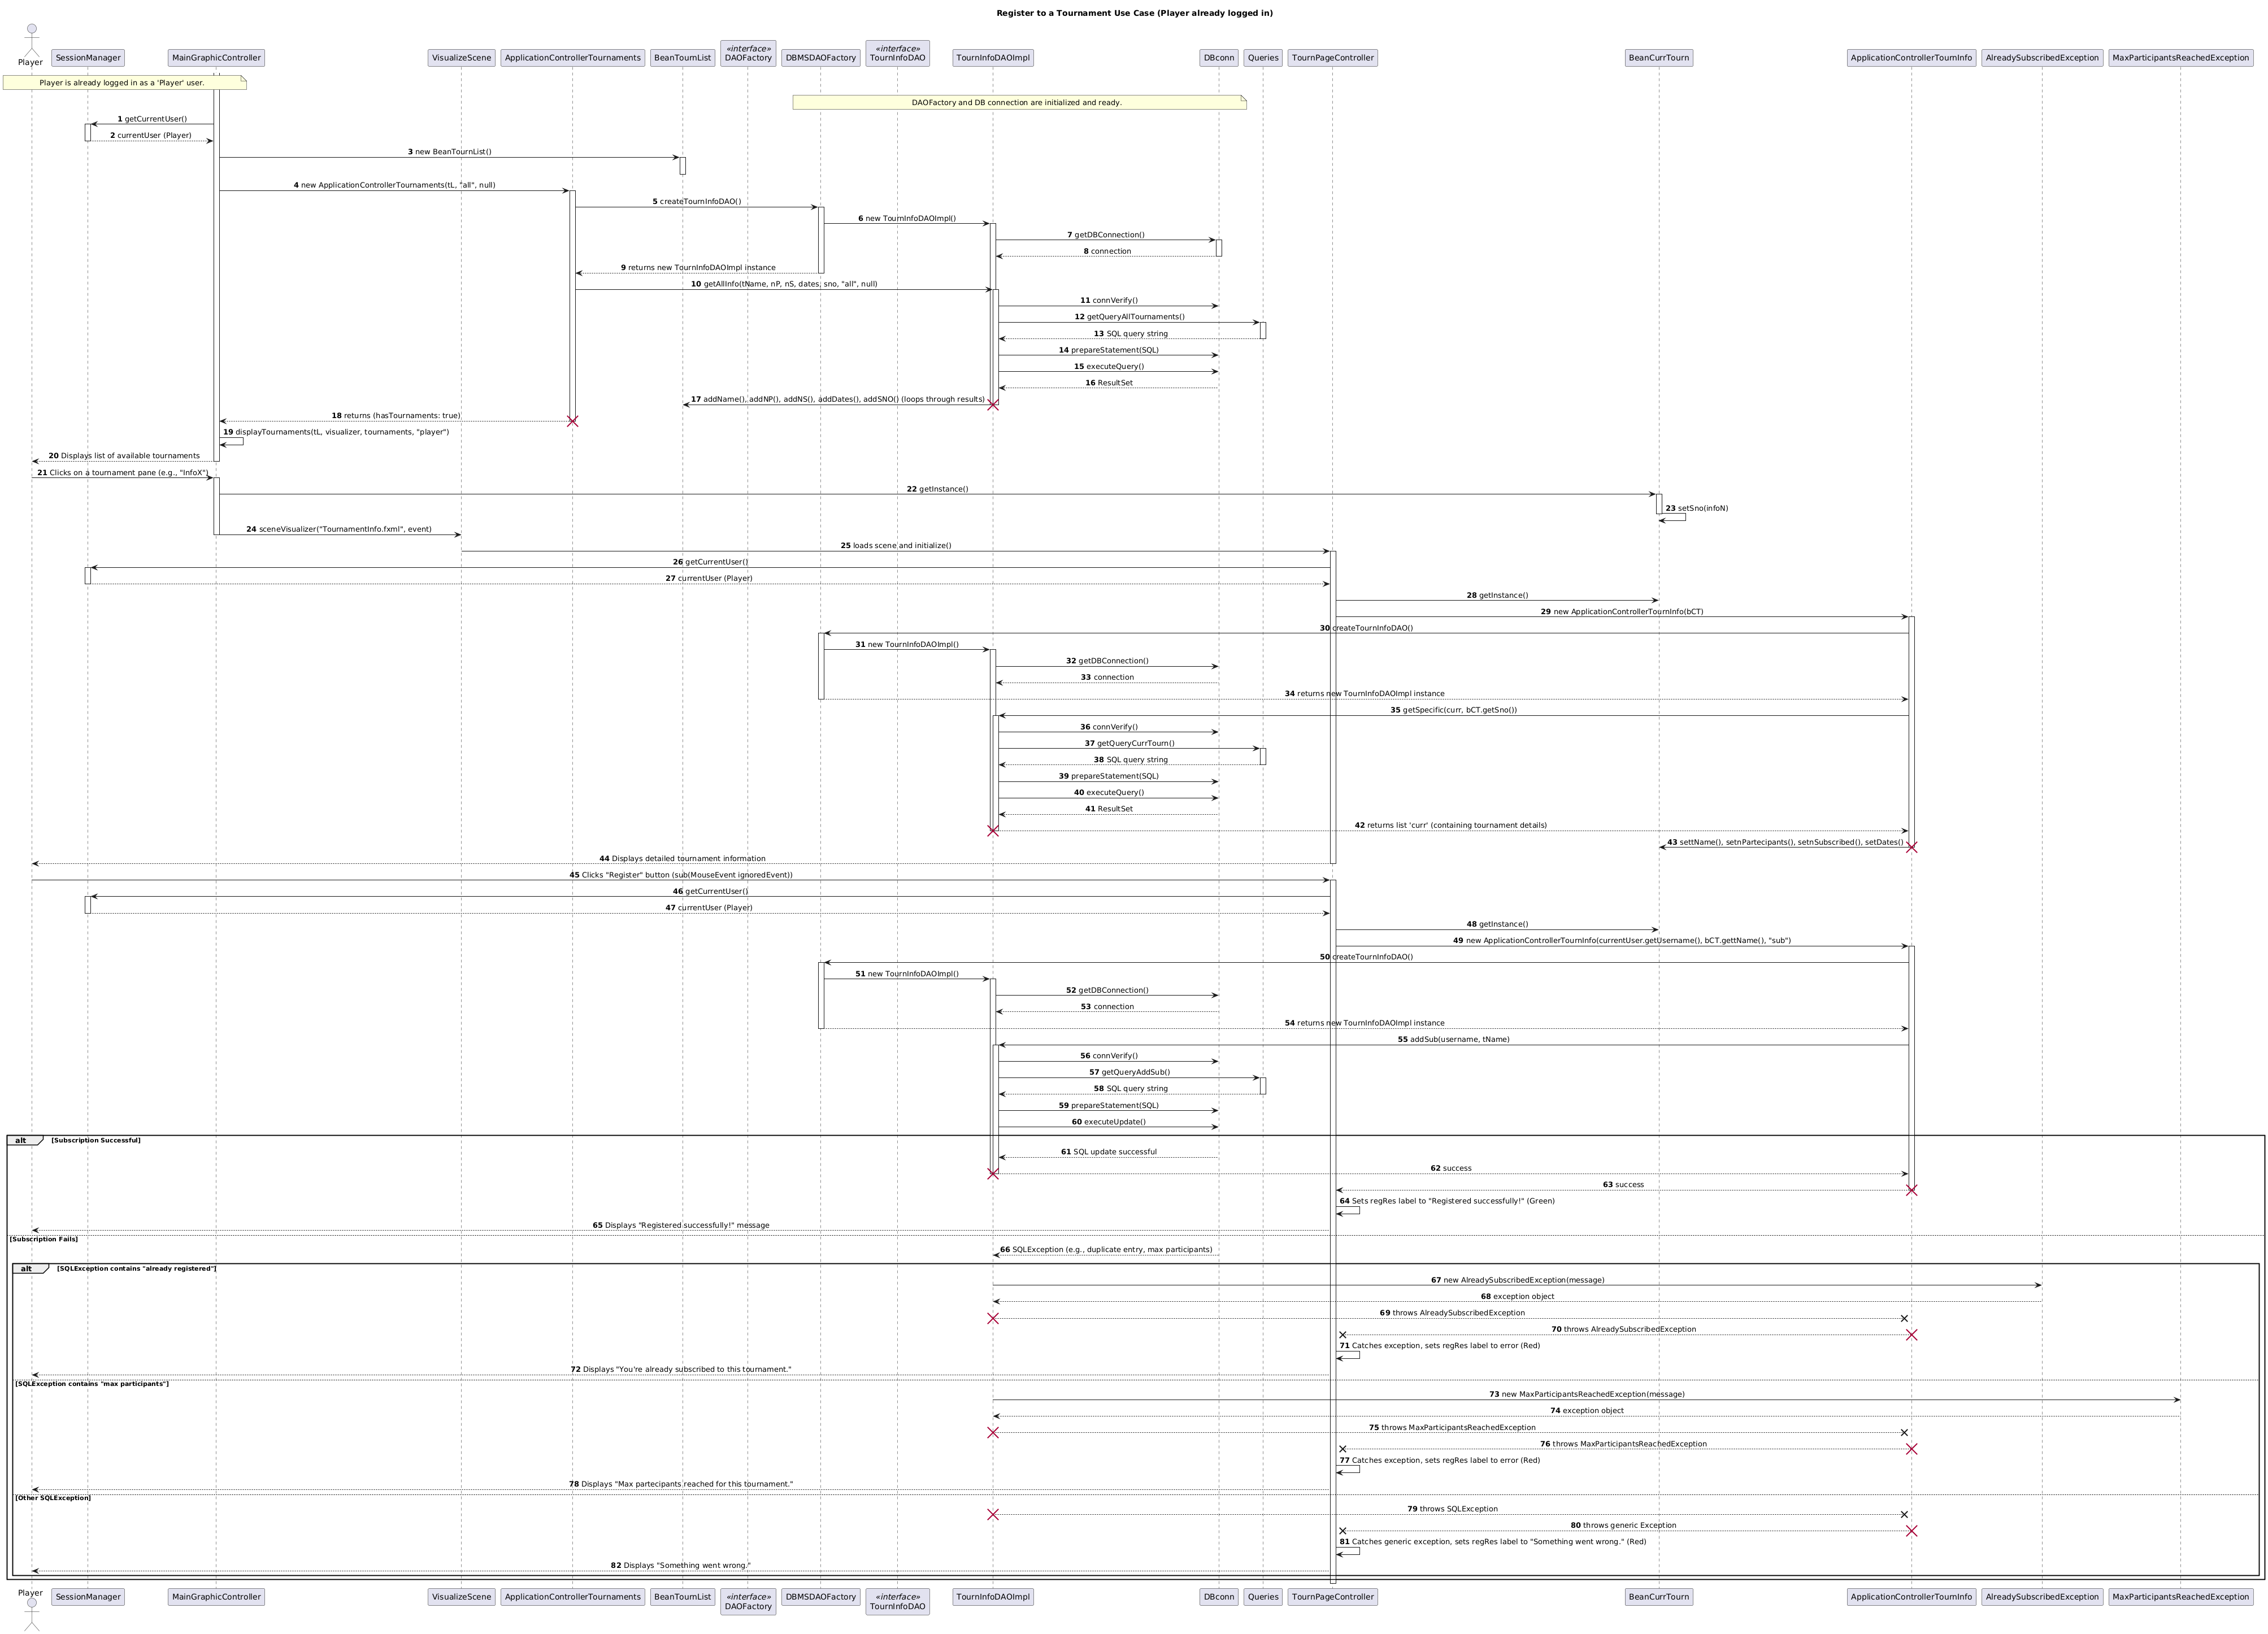 Register to a Tournament Use Case (Player already logged in)
Player
SessionManager
MainGraphicController
VisualizeScene
ApplicationControllerTournaments
BeanTournList
«interface»
DAOFactory
DBMSDAOFactory
«interface»
TournInfoDAO
TournInfoDAOImpl
DBconn
Queries
TournPageController
BeanCurrTourn
ApplicationControllerTournInfo
AlreadySubscribedException
MaxParticipantsReachedException
Player is already logged in as a 'Player' user.
DAOFactory and DB connection are initialized and ready.
1 getCurrentUser()
2 currentUser (Player)
3 new BeanTournList()
4 new ApplicationControllerTournaments(tL, "all", null)
5 createTournInfoDAO()
6 new TournInfoDAOImpl()
7 getDBConnection()
8 connection
9 returns new TournInfoDAOImpl instance
10 getAllInfo(tName, nP, nS, dates, sno, "all", null)
11 connVerify()
12 getQueryAllTournaments()
13 SQL query string
14 prepareStatement(SQL)
15 executeQuery()
16 ResultSet
17 addName(), addNP(), addNS(), addDates(), addSNO() (loops through results)
18 returns (hasTournaments: true)
19 displayTournaments(tL, visualizer, tournaments, "player")
20 Displays list of available tournaments
21 Clicks on a tournament pane (e.g., "InfoX")
22 getInstance()
23 setSno(infoN)
24 sceneVisualizer("TournamentInfo.fxml", event)
25 loads scene and initialize()
26 getCurrentUser()
27 currentUser (Player)
28 getInstance()
29 new ApplicationControllerTournInfo(bCT)
30 createTournInfoDAO()
31 new TournInfoDAOImpl()
32 getDBConnection()
33 connection
34 returns new TournInfoDAOImpl instance
35 getSpecific(curr, bCT.getSno())
36 connVerify()
37 getQueryCurrTourn()
38 SQL query string
39 prepareStatement(SQL)
40 executeQuery()
41 ResultSet
42 returns list 'curr' (containing tournament details)
43 settName(), setnPartecipants(), setnSubscribed(), setDates()
44 Displays detailed tournament information
45 Clicks "Register" button (sub(MouseEvent ignoredEvent))
46 getCurrentUser()
47 currentUser (Player)
48 getInstance()
49 new ApplicationControllerTournInfo(currentUser.getUsername(), bCT.gettName(), "sub")
50 createTournInfoDAO()
51 new TournInfoDAOImpl()
52 getDBConnection()
53 connection
54 returns new TournInfoDAOImpl instance
55 addSub(username, tName)
56 connVerify()
57 getQueryAddSub()
58 SQL query string
59 prepareStatement(SQL)
60 executeUpdate()
alt [Subscription Successful]
61 SQL update successful
62 success
63 success
64 Sets regRes label to "Registered successfully!" (Green)
65 Displays "Registered successfully!" message
[Subscription Fails]
66 SQLException (e.g., duplicate entry, max participants)
alt [SQLException contains "already registered"]
67 new AlreadySubscribedException(message)
68 exception object
69 throws AlreadySubscribedException
70 throws AlreadySubscribedException
71 Catches exception, sets regRes label to error (Red)
72 Displays "You're already subscribed to this tournament."
[SQLException contains "max participants"]
73 new MaxParticipantsReachedException(message)
74 exception object
75 throws MaxParticipantsReachedException
76 throws MaxParticipantsReachedException
77 Catches exception, sets regRes label to error (Red)
78 Displays "Max partecipants reached for this tournament."
[Other SQLException]
79 throws SQLException
80 throws generic Exception
81 Catches generic exception, sets regRes label to "Something went wrong." (Red)
82 Displays "Something went wrong."
Player
SessionManager
MainGraphicController
VisualizeScene
ApplicationControllerTournaments
BeanTournList
«interface»
DAOFactory
DBMSDAOFactory
«interface»
TournInfoDAO
TournInfoDAOImpl
DBconn
Queries
TournPageController
BeanCurrTourn
ApplicationControllerTournInfo
AlreadySubscribedException
MaxParticipantsReachedException